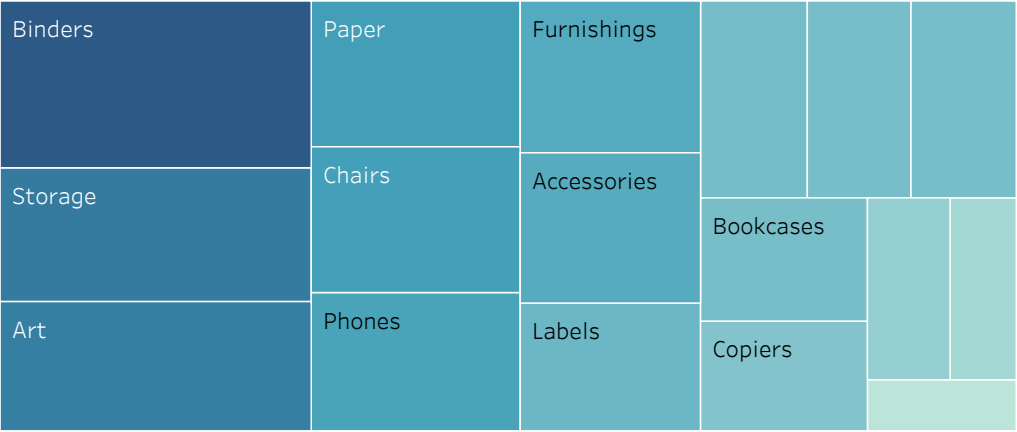 Binders
Storage
Art
Paper
Chairs
Phones
Furnishings
Accessories
Labels
Bookcases
Copiers